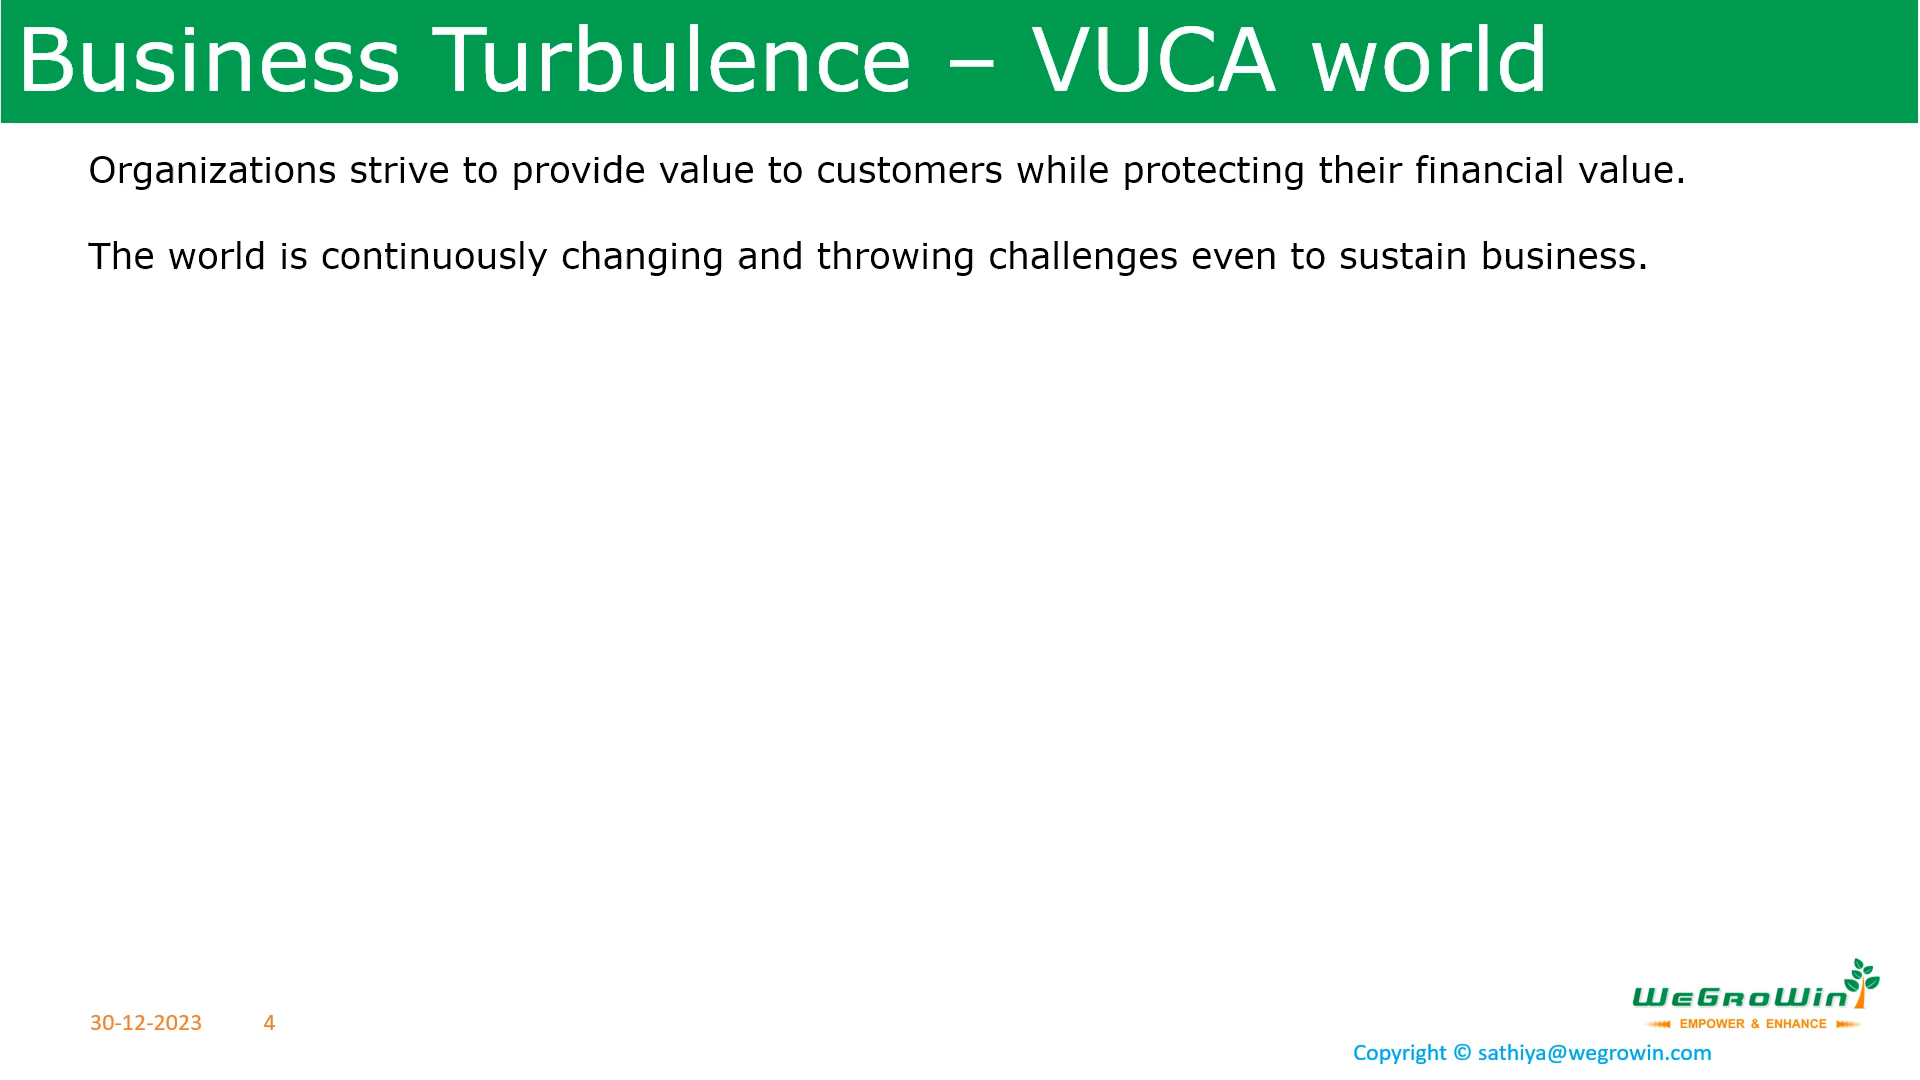 Business Turbulence – VUCA world
Organizations strive to provide value to customers while protecting their financial value.
The world is continuously changing and throwing challenges even to sustain business.
WeGroWin
EMPOWER & ENHANCE
30-12-2023 4
Copyright © sathiya@wegrowin.com